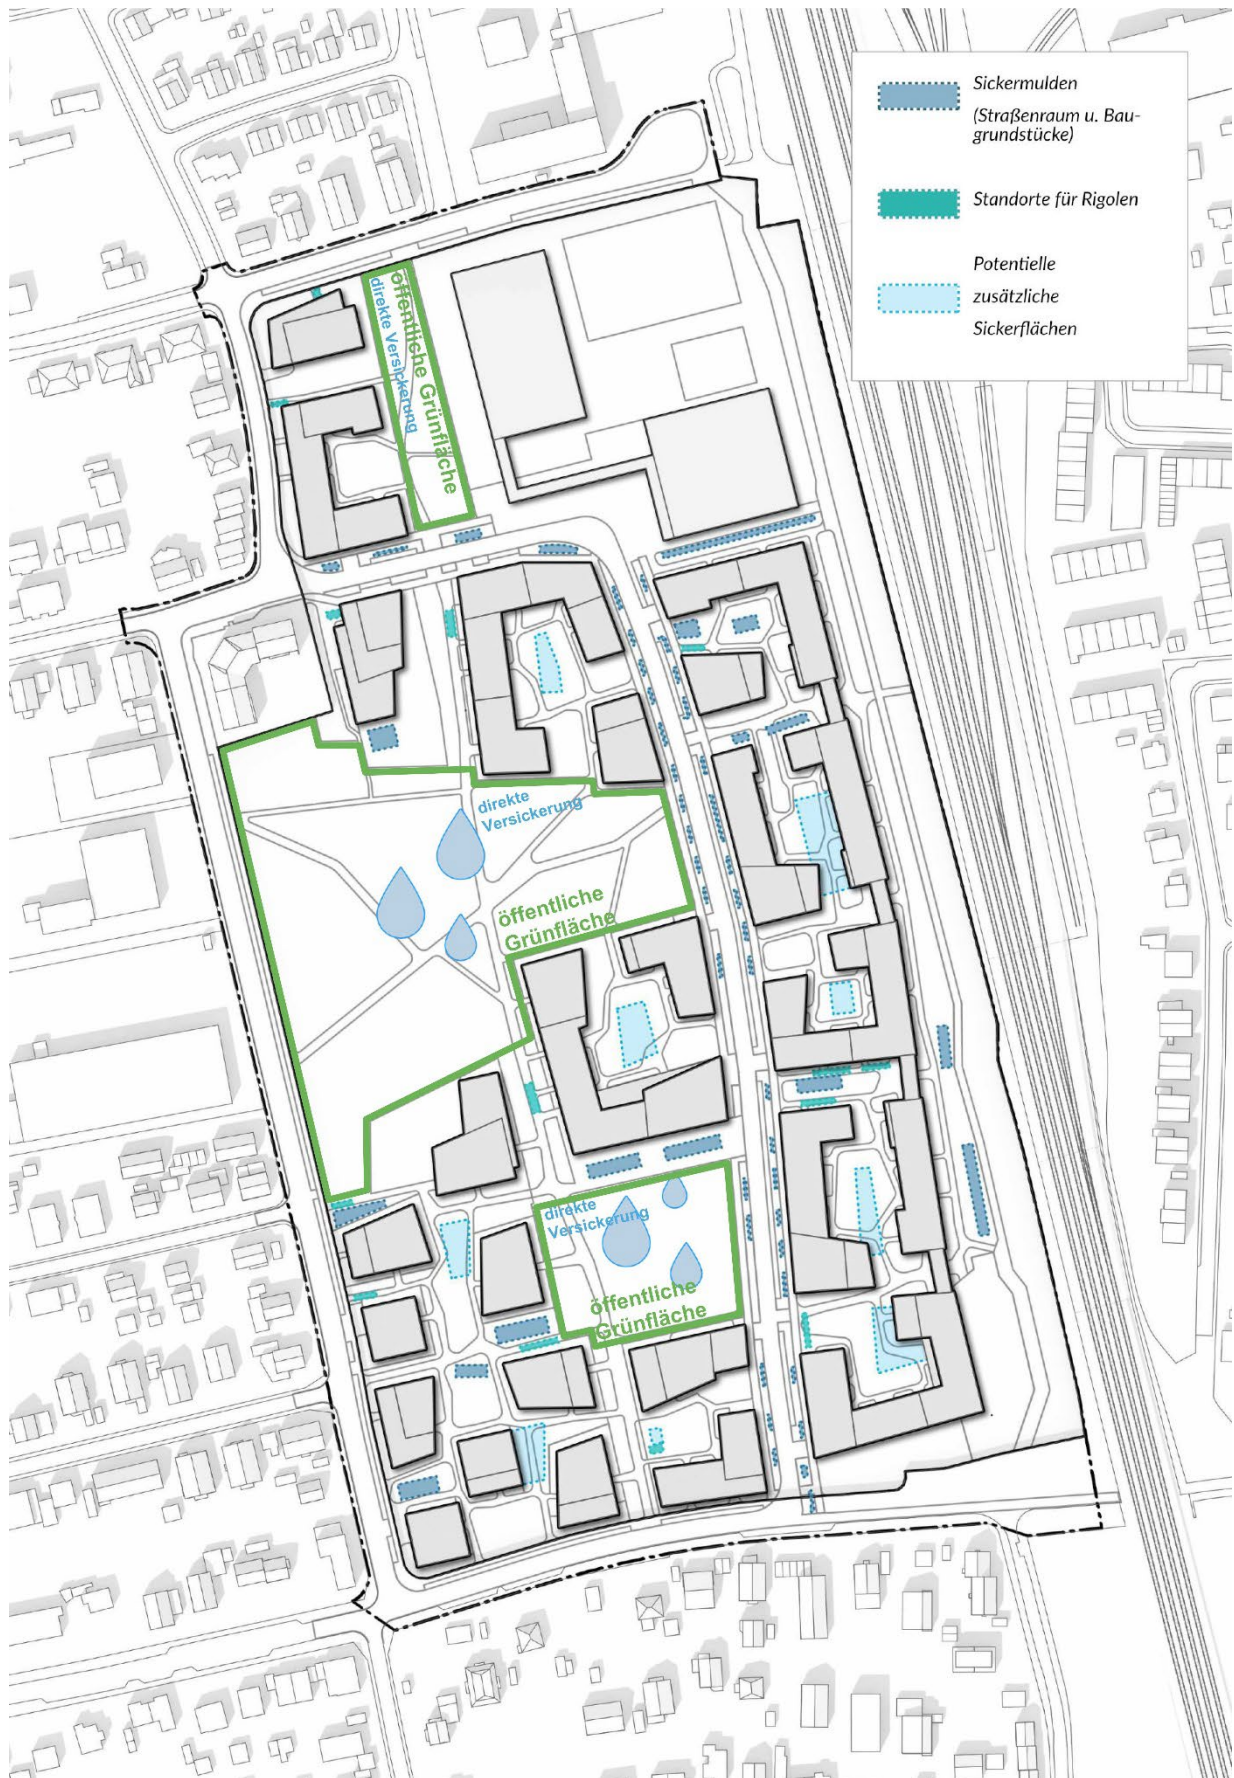 Sickermulden
(Straßenraum u. Bau-
grundstücke)
Standorte für Rigolen
Potentielle
zusätzliche
Sickerflächen
öffentliche Grünfläche
direkte Versickerung
direkte
Versickerung
öffentliche
Grünfläche
direkte
Versickerung
öffentliche
Grünfläche